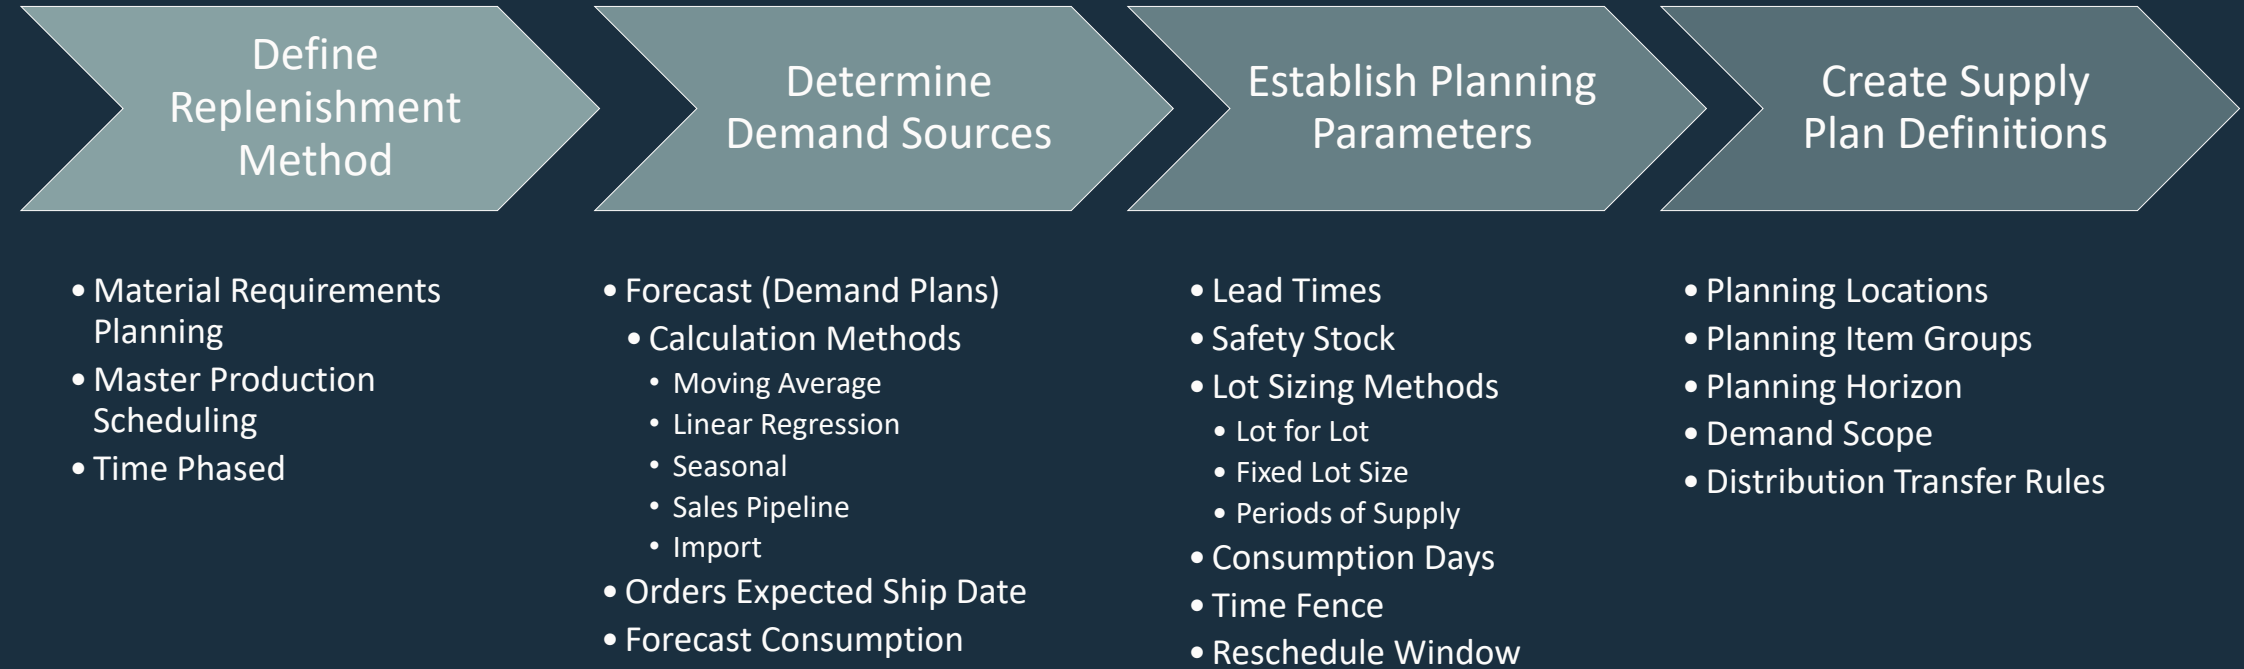 Define
Replenishment
Method
Determine
Demand Sources
Establish Planning
Parameters
Create Supply
Plan Definitions
• Material Requirements
Planning
• Master Production
Scheduling
• Time Phased
• Forecast (Demand Plans)
• Calculation Methods
• Moving Average
• Linear Regression
• Seasonal
• Sales Pipeline
• Import
• Orders Expected Ship Date
• Forecast Consumption
• Lead Times
• Safety Stock
• Lot Sizing Methods
• Lot for Lot
• Fixed Lot Size
• Periods of Supply
• Consumption Days
• Time Fence
• Reschedule Window
• Planning Locations
• Planning Item Groups
• Planning Horizon
• Demand Scope
• Distribution Transfer Rules